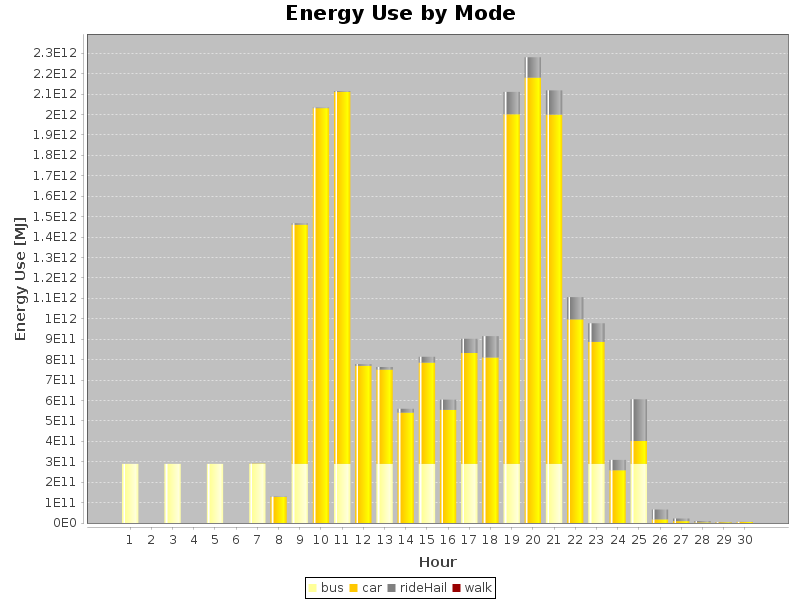 Energy Use by Mode
Energy Use [MJ]
2.3E12
2.2E12
2.1E12
2E12
1.9E12
1.8E12
1.7E12
1.6E12
1.5E12
1.4E12
1.3E12
1.2E12
1.1E12
1E12
9E11
8E11
7E11
6E11
5E11
4E11
3E11
2E11
1E11
0E0
1 2 3 4 5 6 7 8 9 10 11 12 13 14 15 16 17 18 19 20 21 22 23 24 25 26 27 28 29 30
Hour
bus car rideHail walk